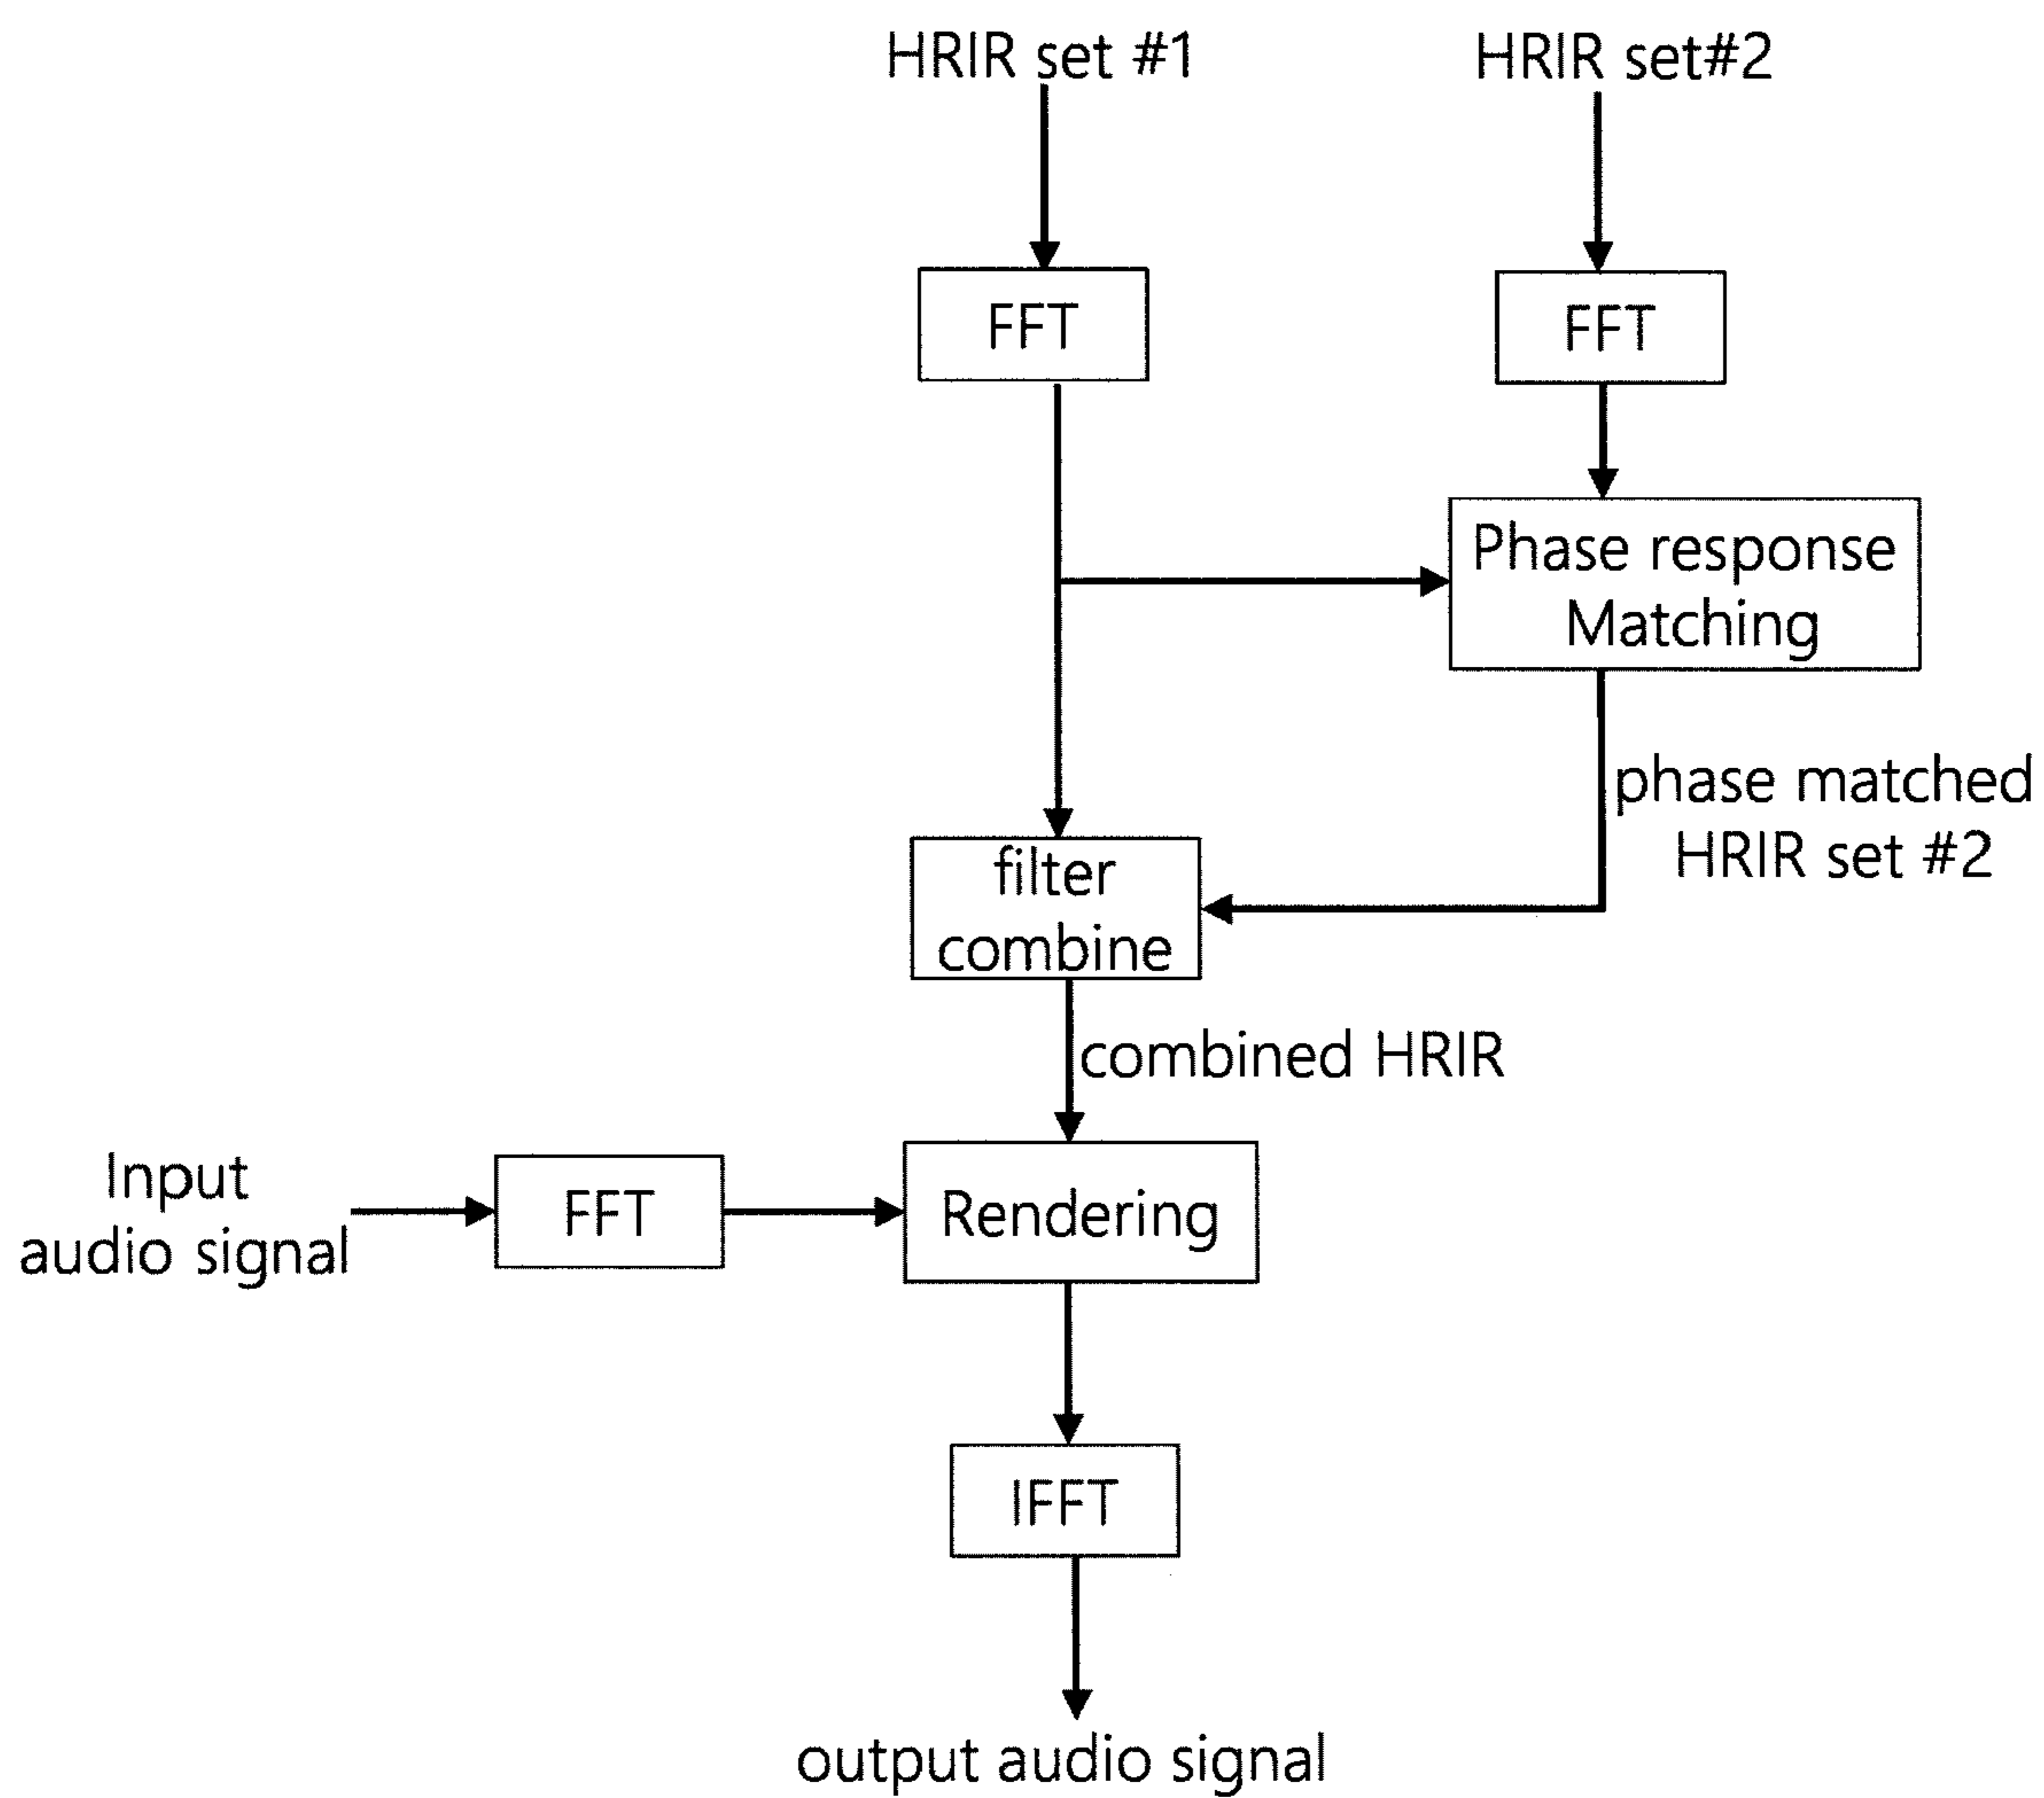 HRIR set #1
HRIR set#2
FFT
FFT
Phase response
Matching
phase matched
HRIR set #2
filter
combine
combined HRIR
Input
audio signal
FFT
Rendering
IFFT
output audio signal